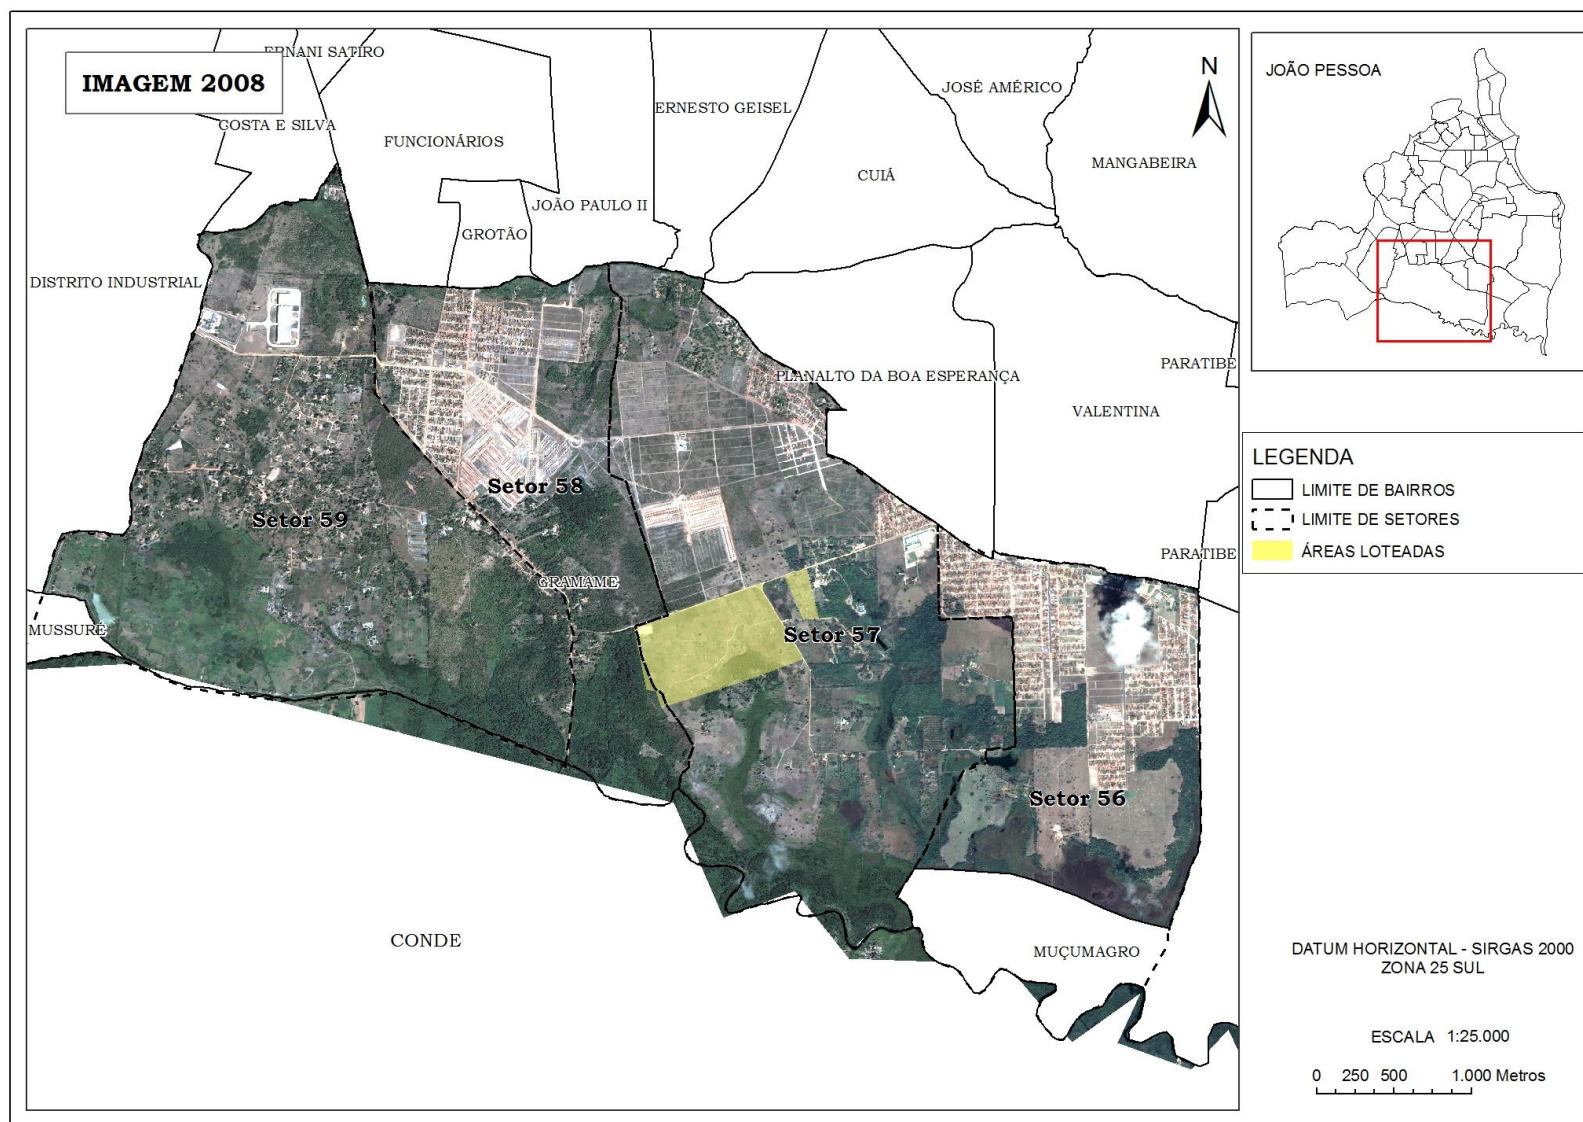 IMAGEM 2008
ERNANI SATIRO
COSTA E SILVA
FUNCIONÁRIOS
ERNESTO GEISEL
JOSÉ AMÉRICO
N
MANGABEIRA
CUIÁ
JOÃO PAULO II
GROTÃO
DISTRITO INDUSTRIAL
PLANALTO DA BOA ESPERANÇA
PARATIBE
VALENTINA
Setor 58
Setor 59
PARATIBE
GRAMAME
MUSSURÉ
Setor 57
Setor 56
CONDE
MUÇUMAGRO
JOÃO PESSOA
LEGENDA
LIMITE DE BAIRROS
LIMITE DE SETORES
ÁREAS LOTEADAS
DATUM HORIZONTAL - SIRGAS 2000
ZONA 25 SUL
ESCALA 1:25.000
0 250 500 1.000 Metros